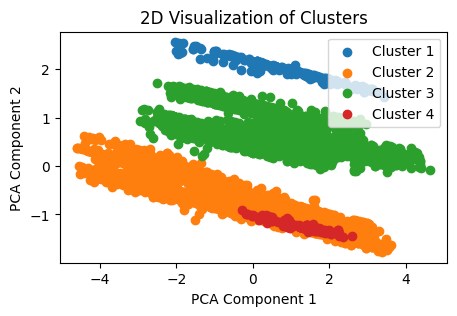 2D Visualization of Clusters
Cluster 1
Cluster 2
Cluster 3
Cluster 4
PCA Component 2
2
1
0
−1
−4
−2
0
2
4
PCA Component 1